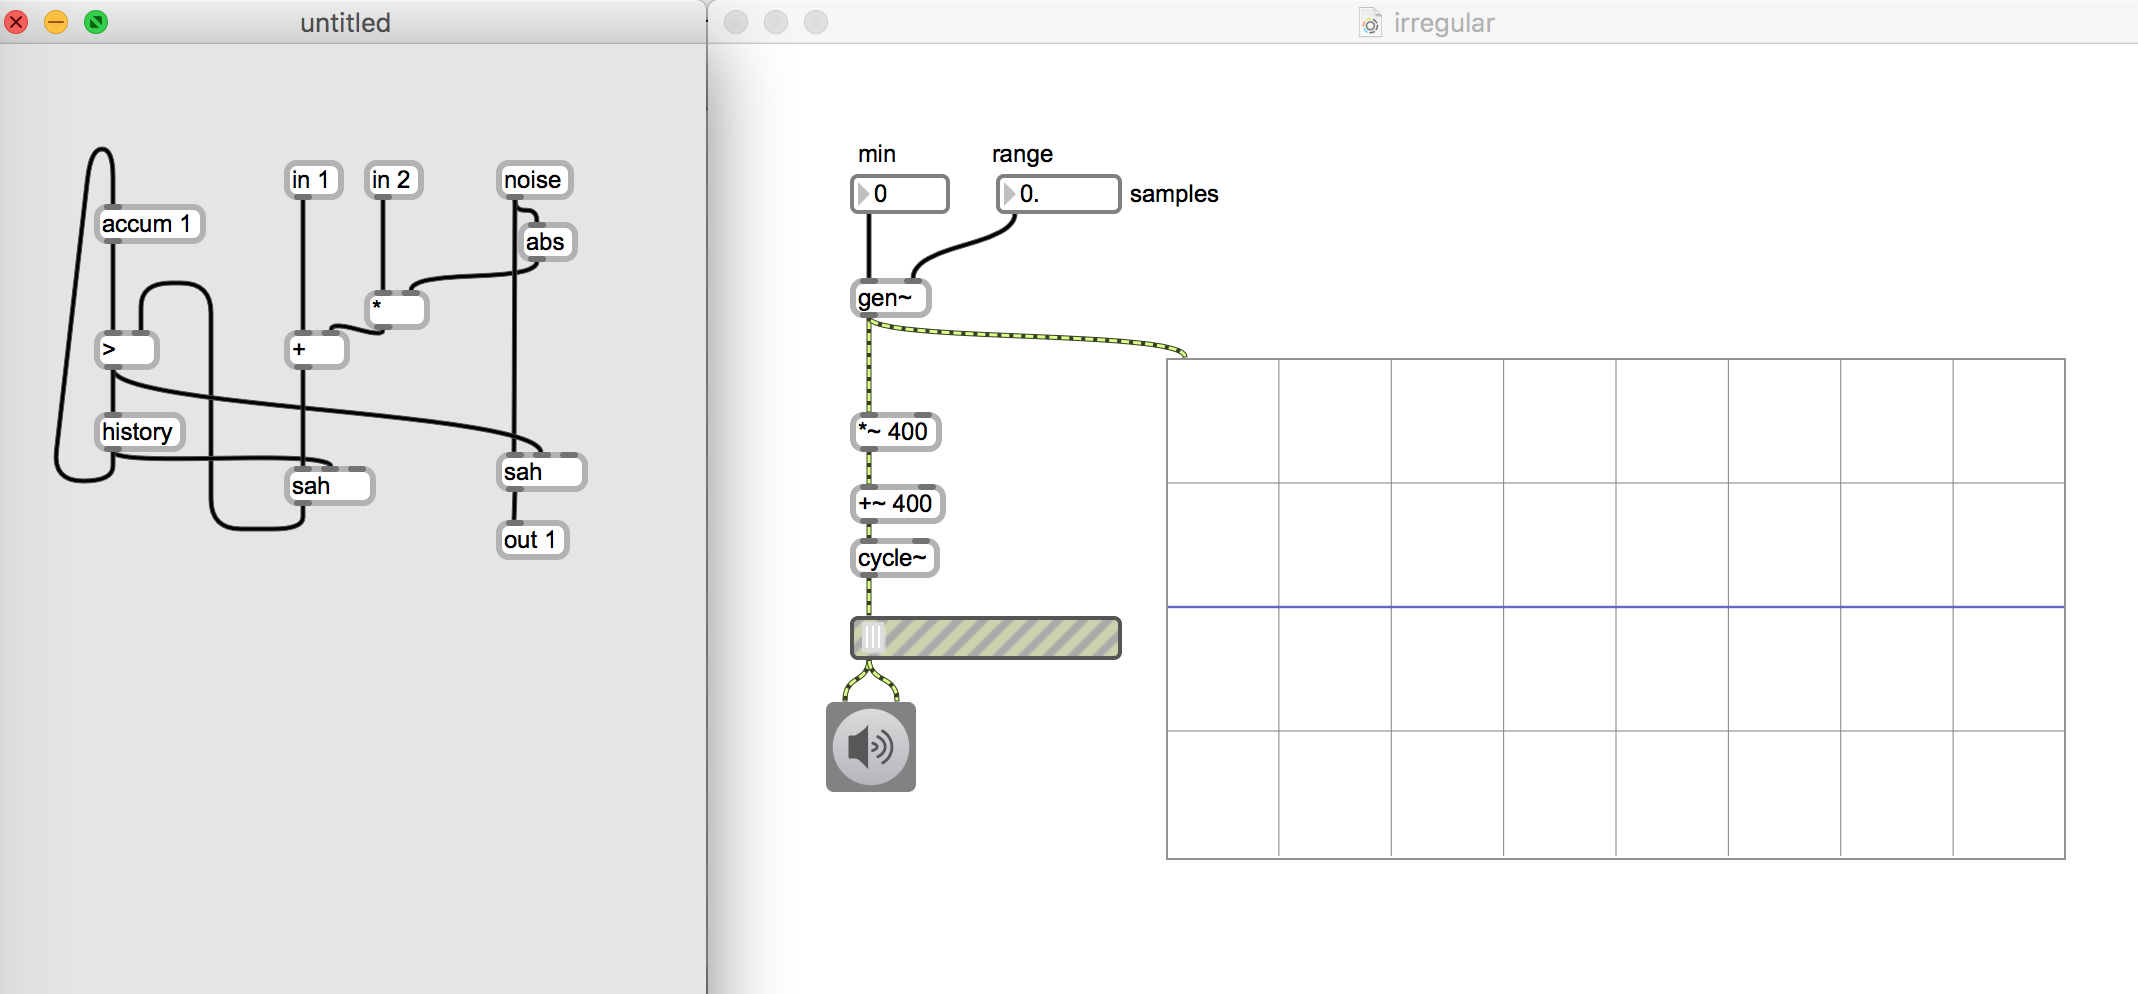 untitled
accum 1
in 1
in 2
noise
abs
*
>
+
history
sah
sah
out 1
irregular
min
range
0
0.
samples
gen~
*~ 400
+~ 400
cycle~